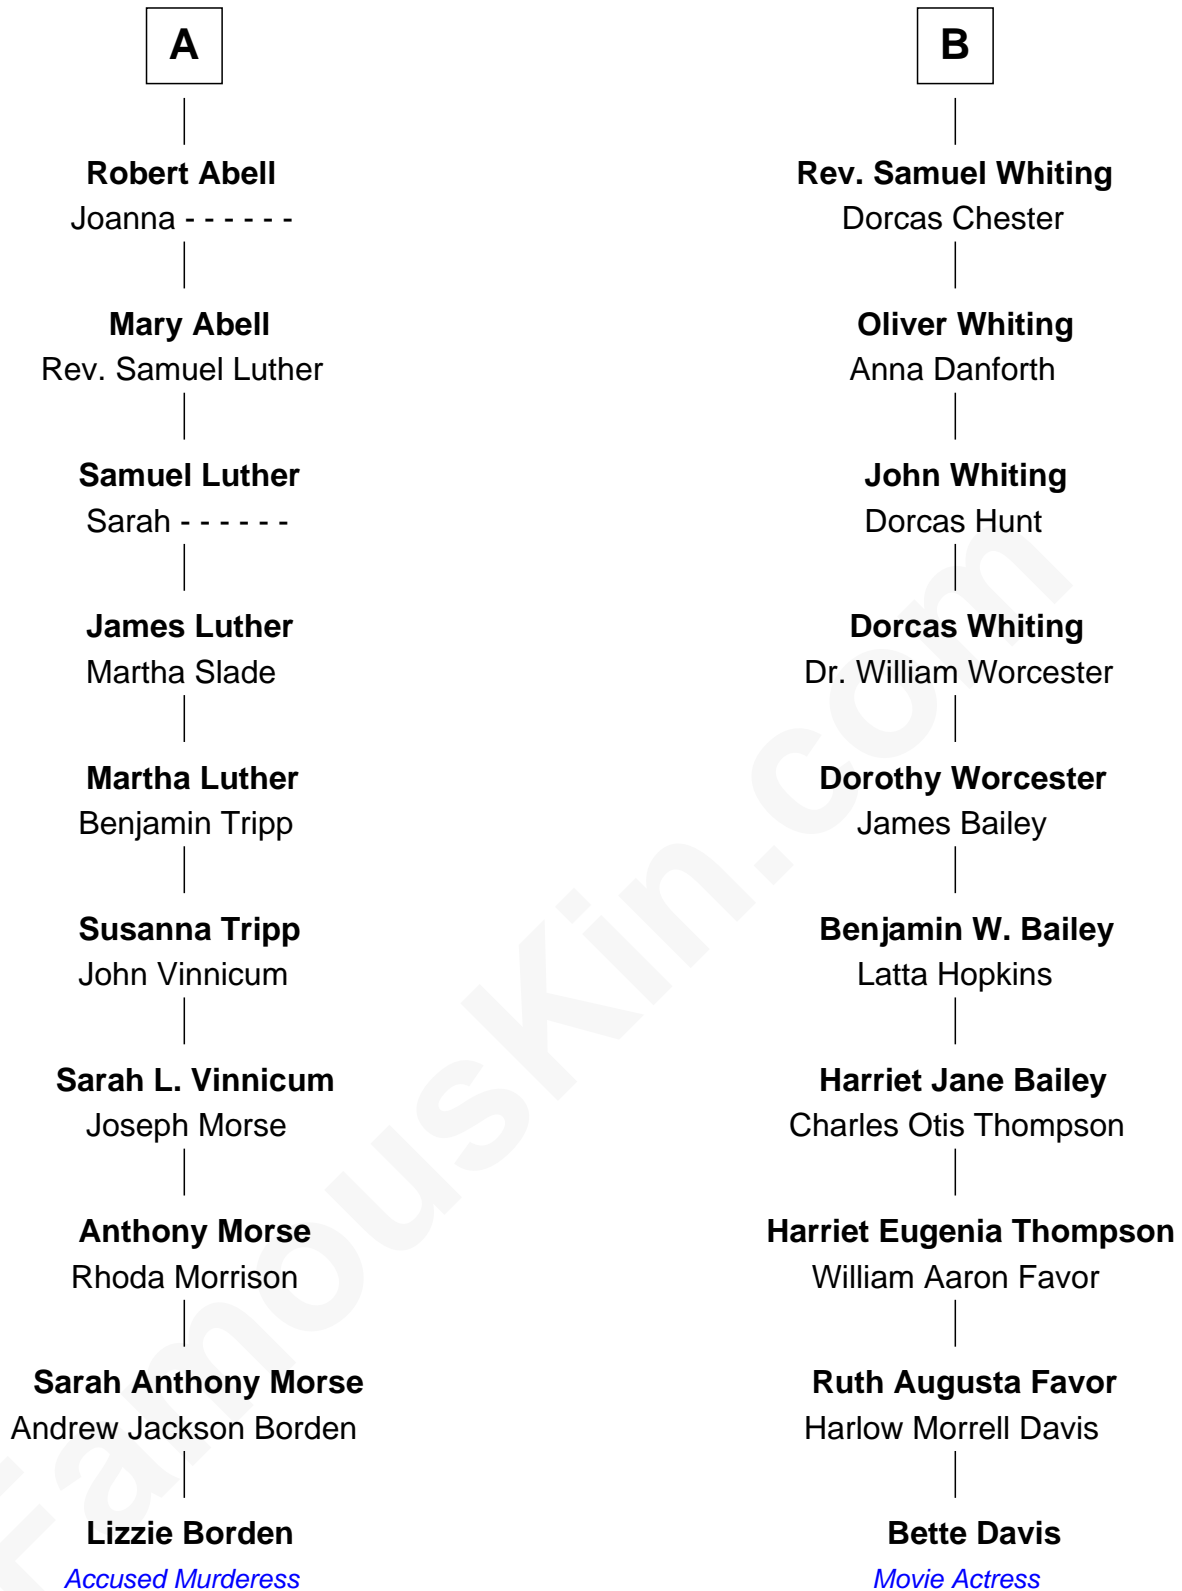 A
Robert Abell
Joanna - - - - - -
Mary Abell
Rev. Samuel Luther
Samuel Luther
Sarah - - - - - -
James Luther
Martha Slade
Martha Luther
Benjamin Tripp
Susanna Tripp
John Vinnicum
Sarah L. Vinnicum
Joseph Morse
Anthony Morse
Rhoda Morrison
Sarah Anthony Morse
Andrew Jackson Borden
Lizzie Borden
Accused Murderess
B
Rev. Samuel Whiting
Dorcas Chester
Oliver Whiting
Anna Danforth
John Whiting
Dorcas Hunt
Dorcas Whiting
Dr. William Worcester
Dorothy Worcester
James Bailey
Benjamin W. Bailey
Latta Hopkins
Harriet Jane Bailey
Charles Otis Thompson
Harriet Eugenia Thompson
William Aaron Favor
Ruth Augusta Favor
Harlow Morrell Davis
Bette Davis
Movie Actress
FamousKin.com